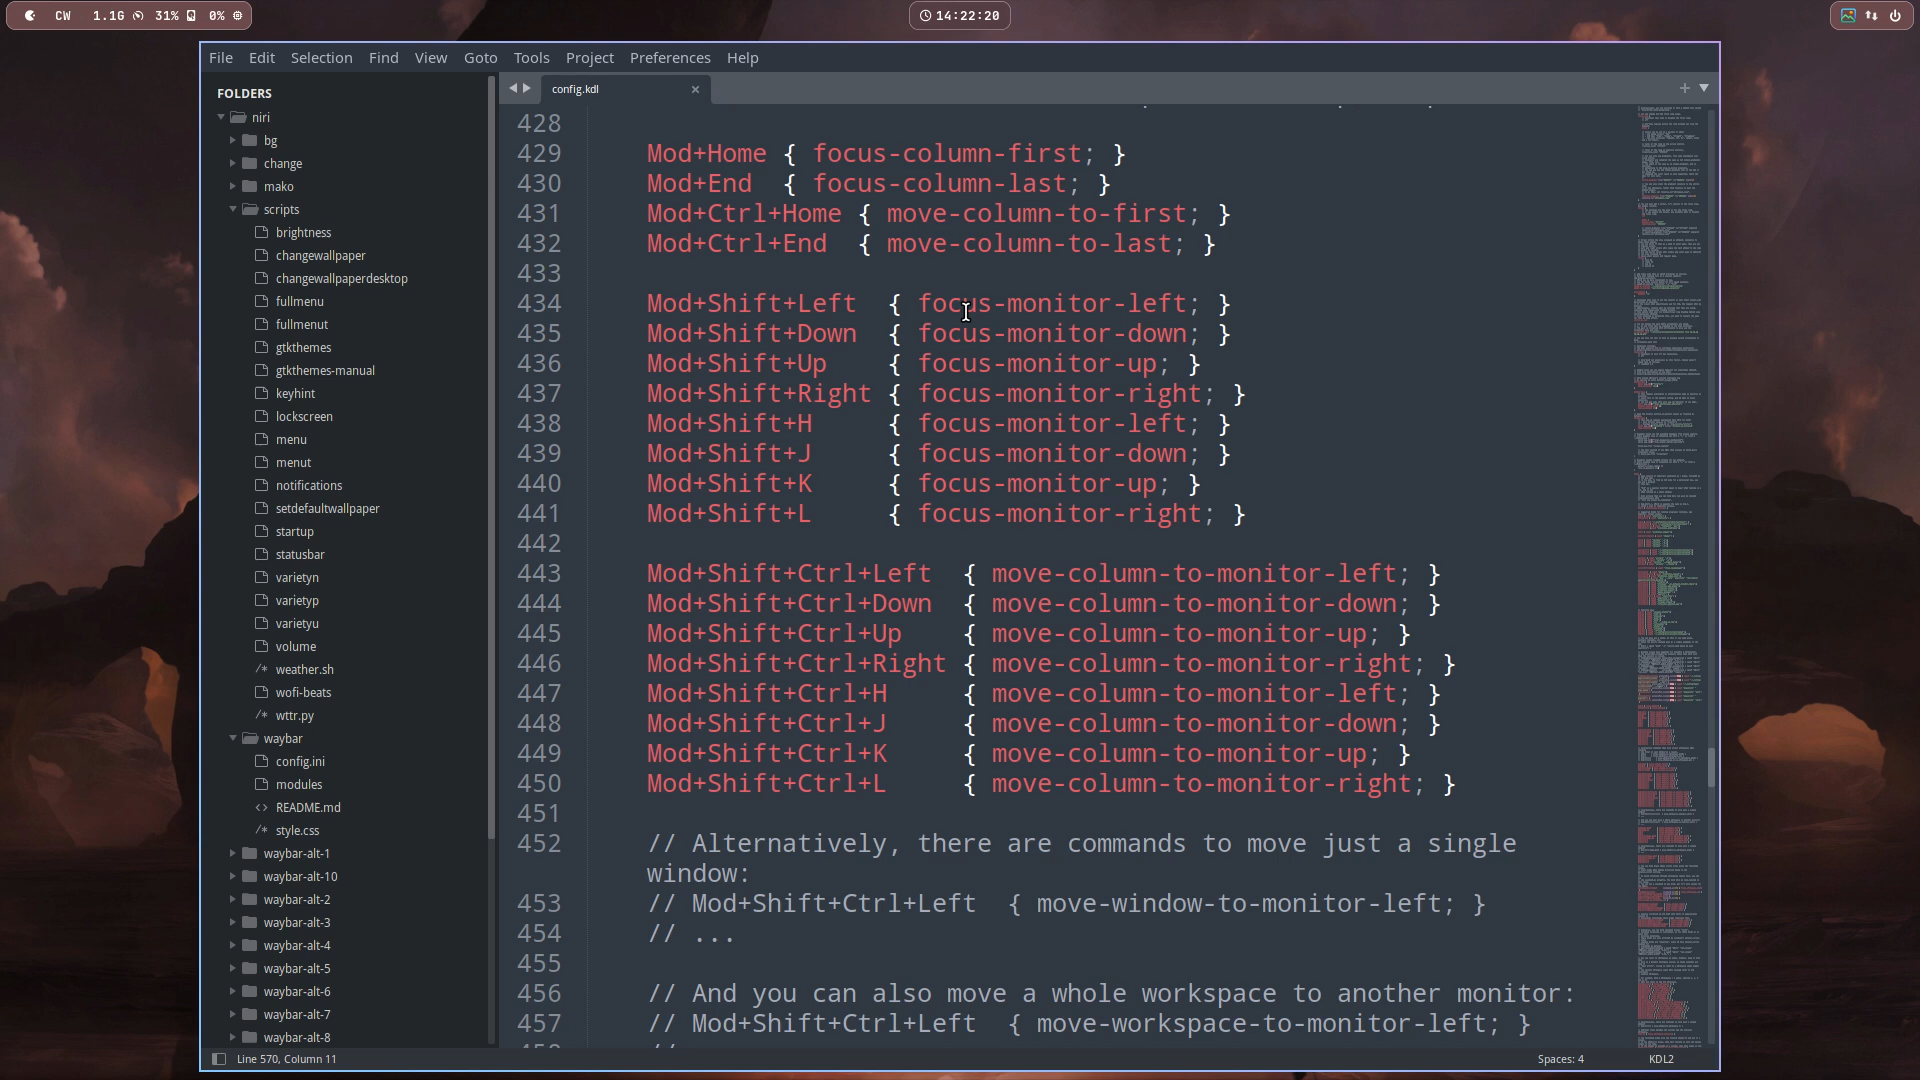 CW 1.1G 31% 0%
14:22:20
File Edit Selection Find View Goto Tools Project Preferences Help
FOLDERS
niri
bg
change
mako
scripts
brightness
changewallpaper
changewallpaperdesktop
fullmenu
fullmenut
gtkthemes
gtkthemes-manual
keyhint
lockscreen
menu
menut
notifications
setdefaultwallpaper
startup
statusbar
varietyn
varietyp
varietyu
volume
/* weather.sh
wofi-beats
/* wttr.py
waybar
config.ini
modules
<> README.md
/* style.css
waybar-alt-1
waybar-alt-10
waybar-alt-2
waybar-alt-3
waybar-alt-4
waybar-alt-5
waybar-alt-6
waybar-alt-7
waybar-alt-8
config.kdl ×
428
429 Mod+Home { focus-column-first; }
430 Mod+End  { focus-column-last; }
431 Mod+Ctrl+Home { move-column-to-first; }
432 Mod+Ctrl+End  { move-column-to-last; }
433
434 Mod+Shift+Left  { focus-monitor-left; }
435 Mod+Shift+Down  { focus-monitor-down; }
436 Mod+Shift+Up    { focus-monitor-up; }
437 Mod+Shift+Right { focus-monitor-right; }
438 Mod+Shift+H     { focus-monitor-left; }
439 Mod+Shift+J     { focus-monitor-down; }
440 Mod+Shift+K     { focus-monitor-up; }
441 Mod+Shift+L     { focus-monitor-right; }
442
443 Mod+Shift+Ctrl+Left  { move-column-to-monitor-left; }
444 Mod+Shift+Ctrl+Down  { move-column-to-monitor-down; }
445 Mod+Shift+Ctrl+Up    { move-column-to-monitor-up; }
446 Mod+Shift+Ctrl+Right { move-column-to-monitor-right; }
447 Mod+Shift+Ctrl+H     { move-column-to-monitor-left; }
448 Mod+Shift+Ctrl+J     { move-column-to-monitor-down; }
449 Mod+Shift+Ctrl+K     { move-column-to-monitor-up; }
450 Mod+Shift+Ctrl+L     { move-column-to-monitor-right; }
451
452 // Alternatively, there are commands to move just a single
window:
453 // Mod+Shift+Ctrl+Left  { move-window-to-monitor-left; }
454 // ...
455
456 // And you can also move a whole workspace to another monitor:
457 // Mod+Shift+Ctrl+Left  { move-workspace-to-monitor-left; }
Line 570, Column 11
Spaces: 4 KDL2